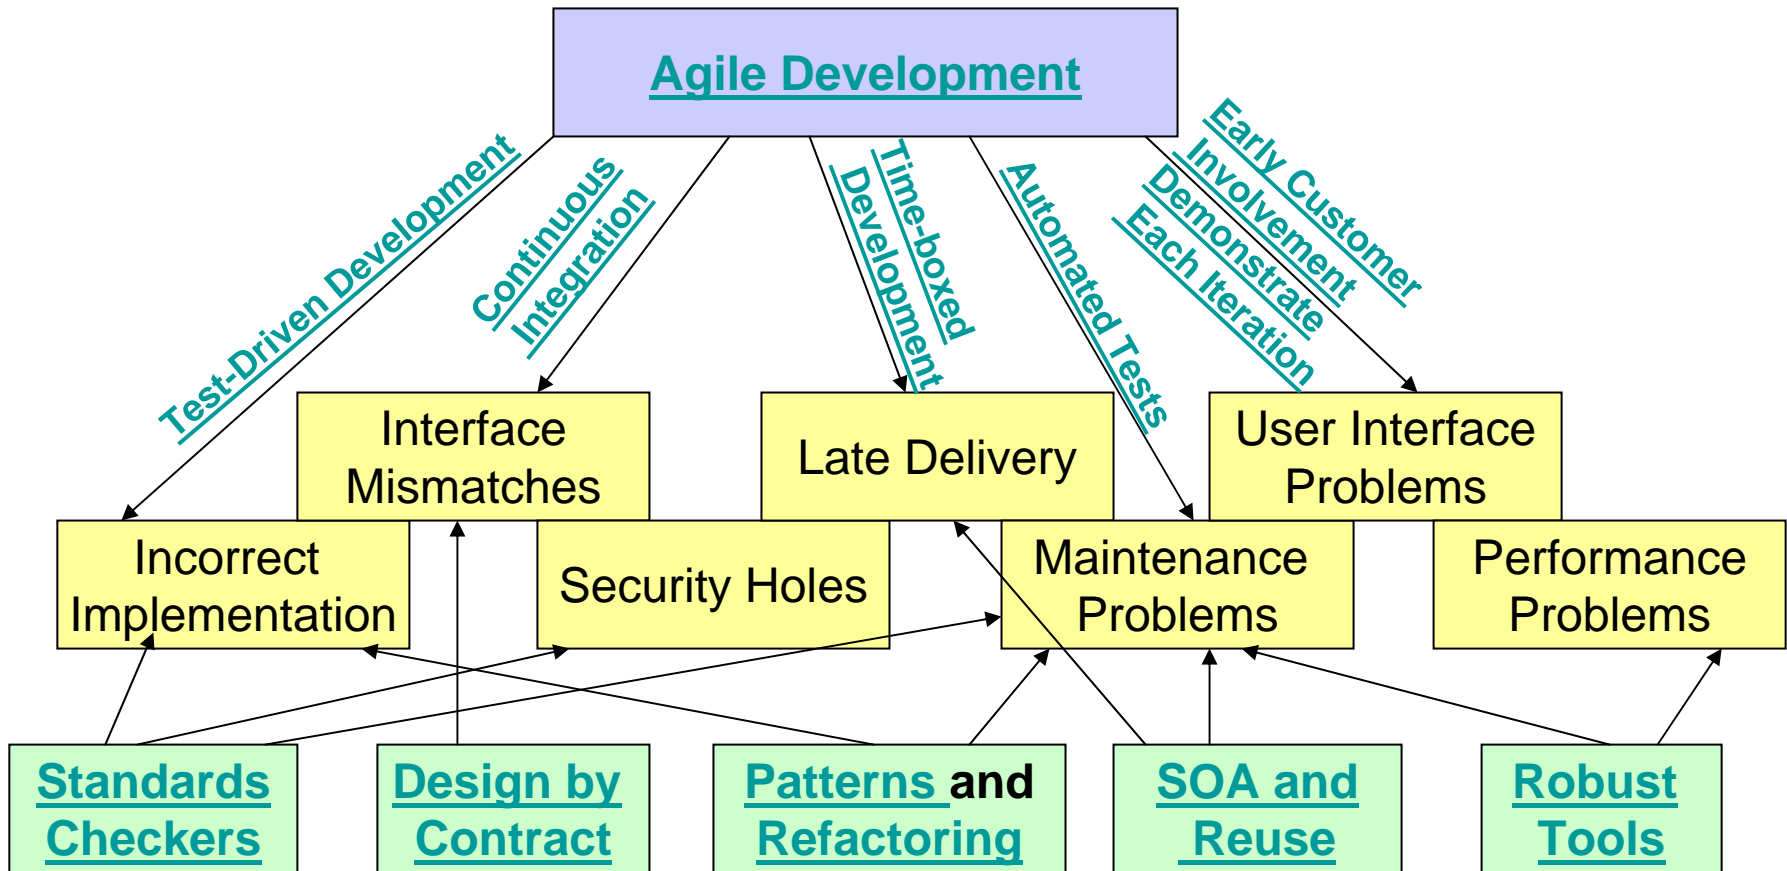 Agile Development
Test-Driven Development
Continuous
Integration
Time-boxed
Development
Automated Tests
Early Customer
Involvement
Demonstrate
Each Iteration
Interface
Mismatches
Late Delivery
User Interface
Problems
Incorrect
Implementation
Security Holes
Maintenance
Problems
Performance
Problems
Standards
Checkers
Design by
Contract
Patterns and
Refactoring
SOA and
Reuse
Robust
Tools